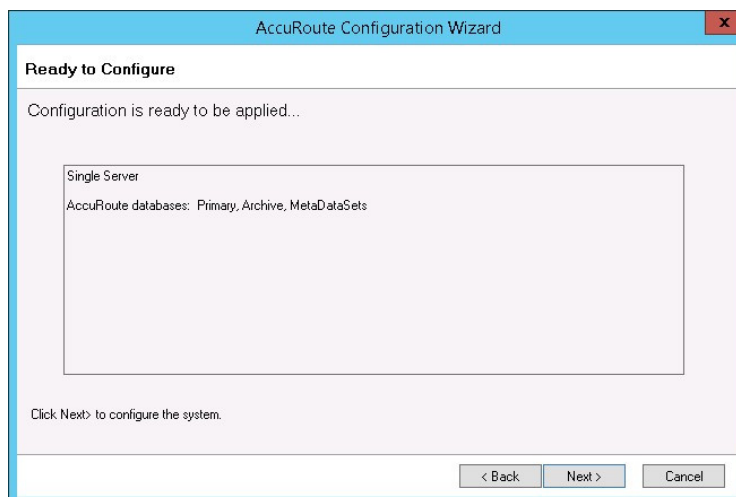 AccuRoute Configuration Wizard
x
Ready to Configure
Configuration is ready to be applied...
Single Server
AccuRoute databases: Primary, Archive, MetaDataSets
Click Next> to configure the system.
< Back Next > Cancel